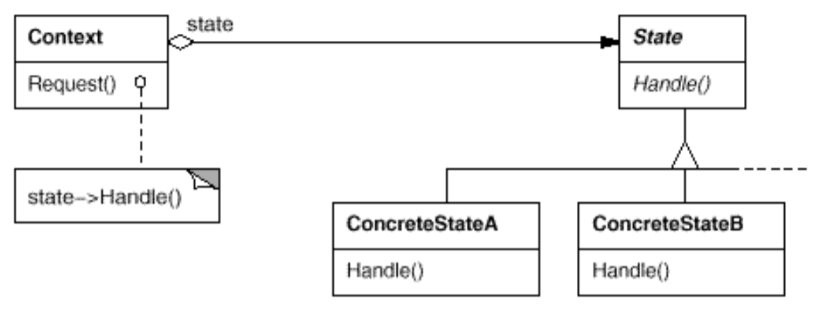 state
Context
State
Request()
Handle()
state–>Handle()
ConcreteStateA
ConcreteStateB
Handle()
Handle()